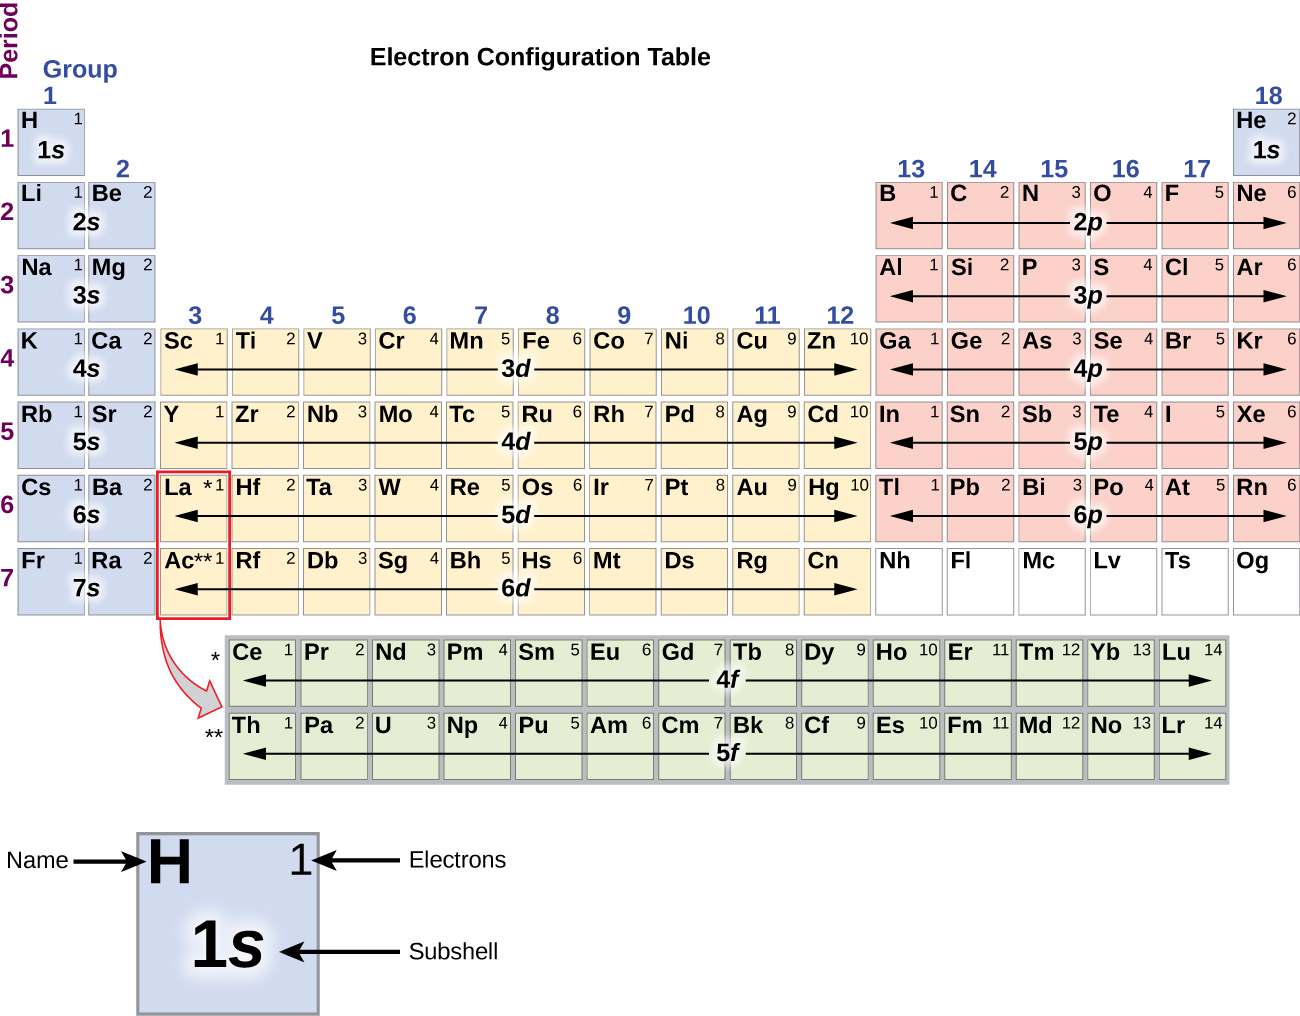 Period
Electron Configuration Table
Group
1 18
H 1 He 2
1 1s 1s
2 13 14 15 16 17
Li 1 Be 2 B 1 C 2 N 3 O 4 F 5 Ne 6
2 2s 2p
Na 1 Mg 2 Al 1 Si 2 P 3 S 4 Cl 5 Ar 6
3 3s 3p
3 4 5 6 7 8 9 10 11 12
K 1 Ca 2 Sc 1 Ti 2 V 3 Cr 4 Mn 5 Fe 6 Co 7 Ni 8 Cu 9 Zn 10 Ga 1 Ge 2 As 3 Se 4 Br 5 Kr 6
4 4s 3d 4p
Rb 1 Sr 2 Y 1 Zr 2 Nb 3 Mo 4 Tc 5 Ru 6 Rh 7 Pd 8 Ag 9 Cd 10 In 1 Sn 2 Sb 3 Te 4 I 5 Xe 6
5 5s 4d 5p
Cs 1 Ba 2 La *1 Hf 2 Ta 3 W 4 Re 5 Os 6 Ir 7 Pt 8 Au 9 Hg 10 Tl 1 Pb 2 Bi 3 Po 4 At 5 Rn 6
6 6s 5d 6p
Fr 1 Ra 2 Ac**1 Rf 2 Db 3 Sg 4 Bh 5 Hs 6 Mt Ds Rg Cn Nh Fl Mc Lv Ts Og
7 7s 6d
* Ce 1 Pr 2 Nd 3 Pm 4 Sm 5 Eu 6 Gd 7 Tb 8 Dy 9 Ho 10 Er 11 Tm 12 Yb 13 Lu 14
4f
** Th 1 Pa 2 U 3 Np 4 Pu 5 Am 6 Cm 7 Bk 8 Cf 9 Es 10 Fm 11 Md 12 No 13 Lr 14
5f
Name H 1 Electrons
1s Subshell